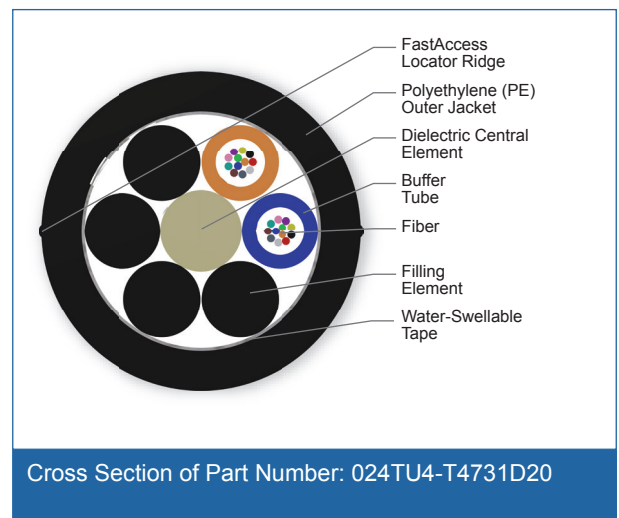 FastAccess
Locator Ridge
Polyethylene (PE)
Outer Jacket
Dielectric Central
Element
Buffer
Tube
Fiber
Filling
Element
Water-Swellable
Tape
Cross Section of Part Number: 024TU4-T4731D20